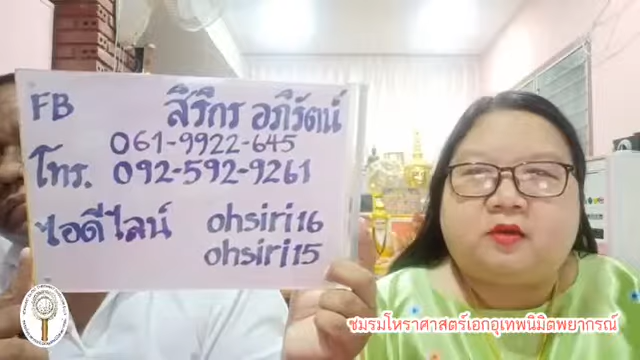 FB สิริกร อภิรัตน์
061-9922-645
โทร. 092-592-9261
ไอดีไลน์ ohsiri16
ohsiri15
ชมรมโหราศาสตร์เอกอุเทพนิมิตพยากรณ์